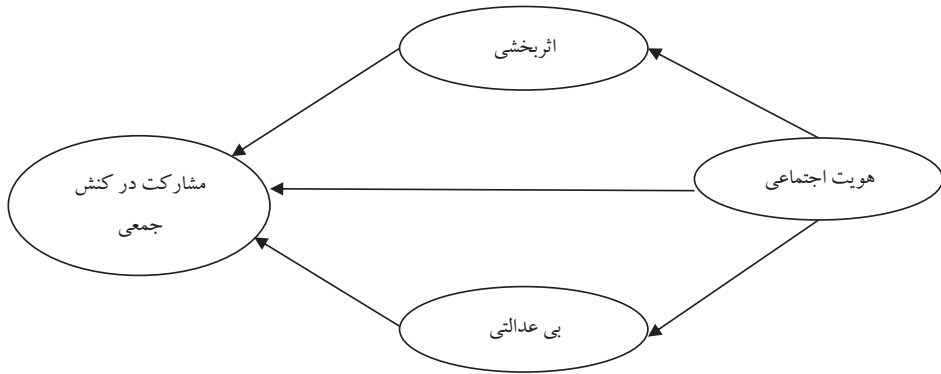 اثربخشی
هویت اجتماعی
مشارکت در کنش
جمعی
بی عدالتی